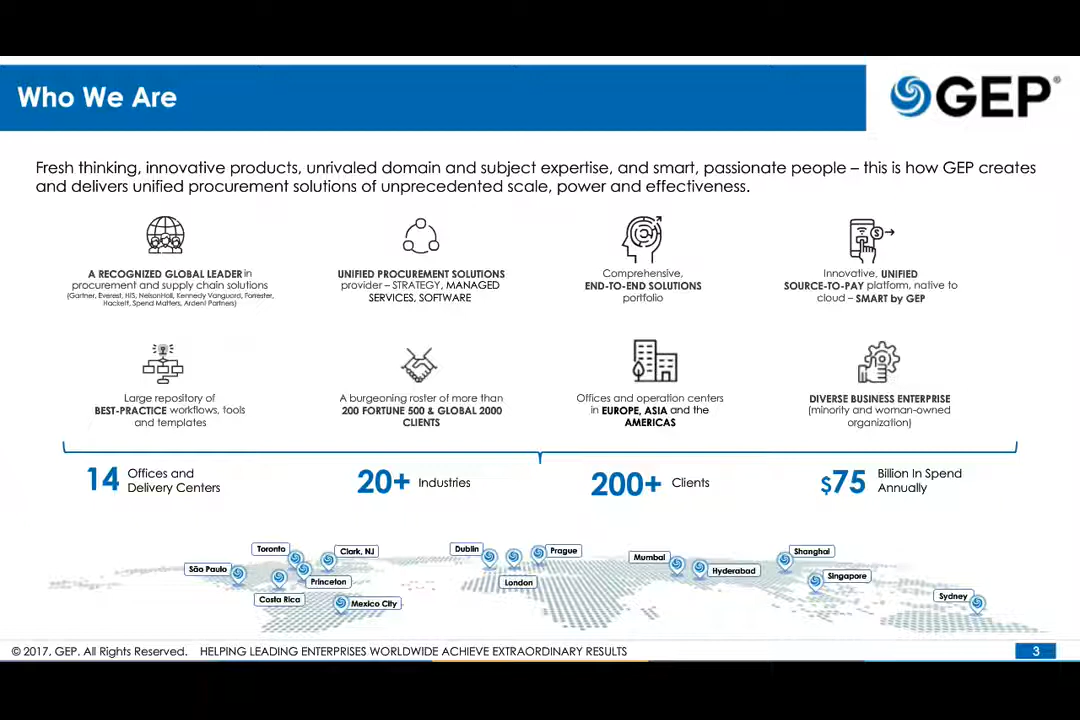 Who We Are
GEP®
Fresh thinking, innovative products, unrivaled domain and subject expertise, and smart, passionate people – this is how GEP creates
and delivers unified procurement solutions of unprecedented scale, power and effectiveness.
A RECOGNIZED GLOBAL LEADER in
procurement and supply chain solutions
(Gartner, Everest, HfS, NelsonHall, Kennedy Vanguard, Forrester,
Hackett, Spend Matters, Ardent Partners)
UNIFIED PROCUREMENT SOLUTIONS
provider – STRATEGY, MANAGED
SERVICES, SOFTWARE
Comprehensive,
END-TO-END SOLUTIONS
portfolio
Innovative, UNIFIED
SOURCE-TO-PAY platform, native to
cloud – SMART by GEP
Large repository of
BEST-PRACTICE workflows, tools
and templates
A burgeoning roster of more than
200 FORTUNE 500 & GLOBAL 2000
CLIENTS
Offices and operation centers
in EUROPE, ASIA and the
AMERICAS
DIVERSE BUSINESS ENTERPRISE
(minority and woman-owned
organization)
14 Offices and
Delivery Centers
20+ Industries
200+ Clients
$75 Billion In Spend
Annually
Toronto
Clark, NJ
Dublin
Prague
Mumbai
Shanghai
São Paulo
Princeton
London
Hyderabad
Singapore
Costa Rica
Mexico City
Sydney
© 2017, GEP. All Rights Reserved. HELPING LEADING ENTERPRISES WORLDWIDE ACHIEVE EXTRAORDINARY RESULTS
3